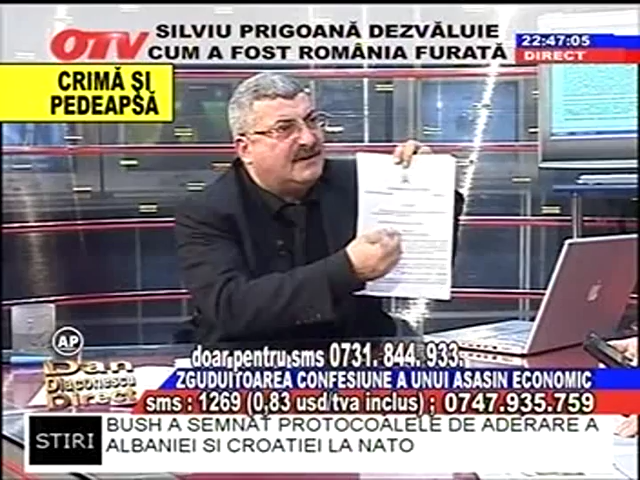 OTV
SILVIU PRIGOANĂ DEZVĂLUIE
CUM A FOST ROMÂNIA FURATĂ
22:47:05
DIRECT
CRIMĂ ŞI
PEDEAPSĂ
AP
Dan
Diaconescu
Direct
doar pentru sms 0731. 844. 933.
ZGUDUITOAREA CONFESIUNE A UNUI ASASIN ECONOMIC
sms : 1269 (0,83 usd/tva inclus) ; 0747.935.759
STIRI
BUSH A SEMNAT PROTOCOALELE DE ADERARE A
ALBANIEI SI CROATIEI LA NATO